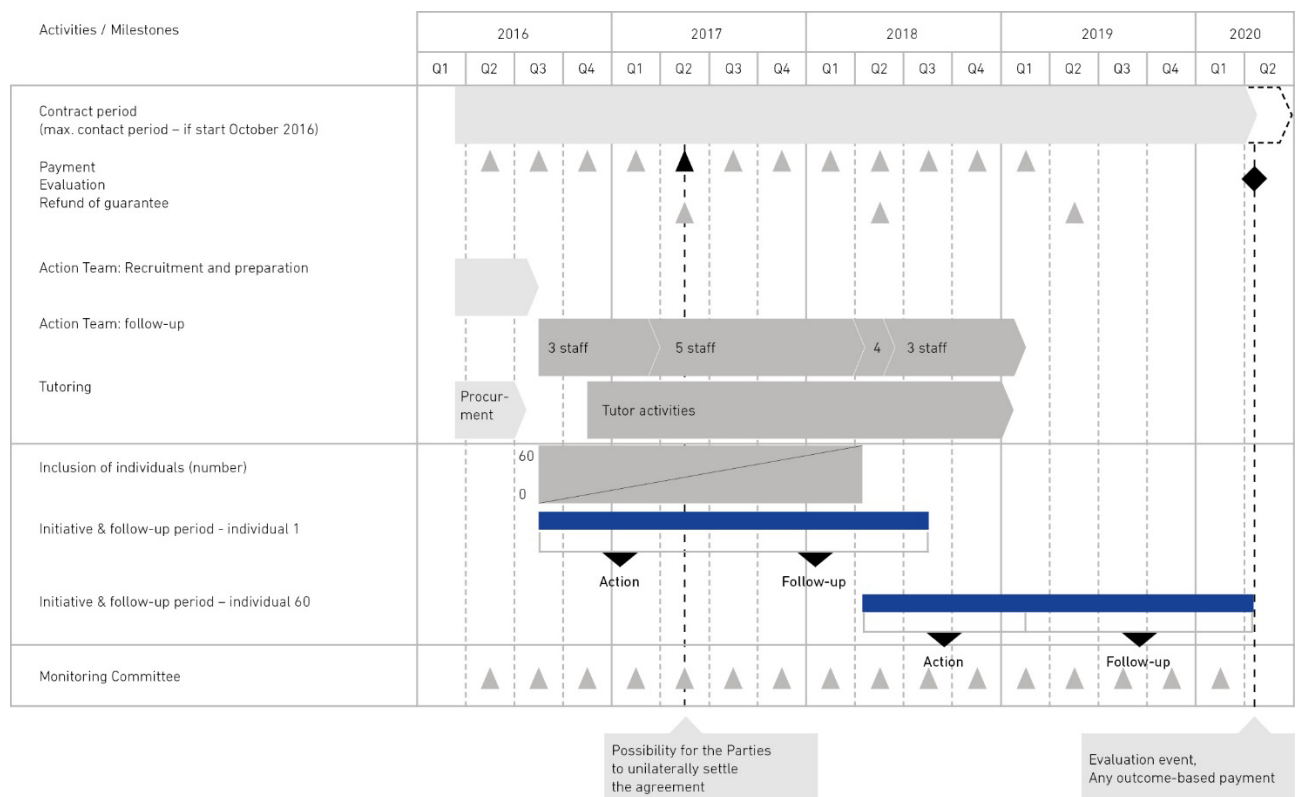 Activities / Milestones
2016 2017 2018 2019 2020
Q1 Q2 Q3 Q4 Q1 Q2 Q3 Q4 Q1 Q2 Q3 Q4 Q1 Q2 Q3 Q4 Q1 Q2
Contract period
(max. contact period – if start October 2016)
Payment
Evaluation
Refund of guarantee
Action Team: Recruitment and preparation
Action Team: follow-up
3 staff 5 staff 4 3 staff
Tutoring
Procur-
ment
Tutor activities
Inclusion of individuals (number)
60
0
Initiative & follow-up period - individual 1
Action Follow-up
Initiative & follow-up period – individual 60
Action Follow-up
Monitoring Committee
Possibility for the Parties
to unilaterally settle
the agreement
Evaluation event,
Any outcome-based payment